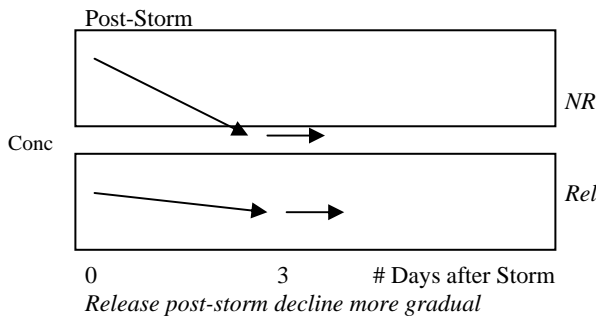 Post-Storm
NR
Conc
Rel
0 3 # Days after Storm
Release post-storm decline more gradual